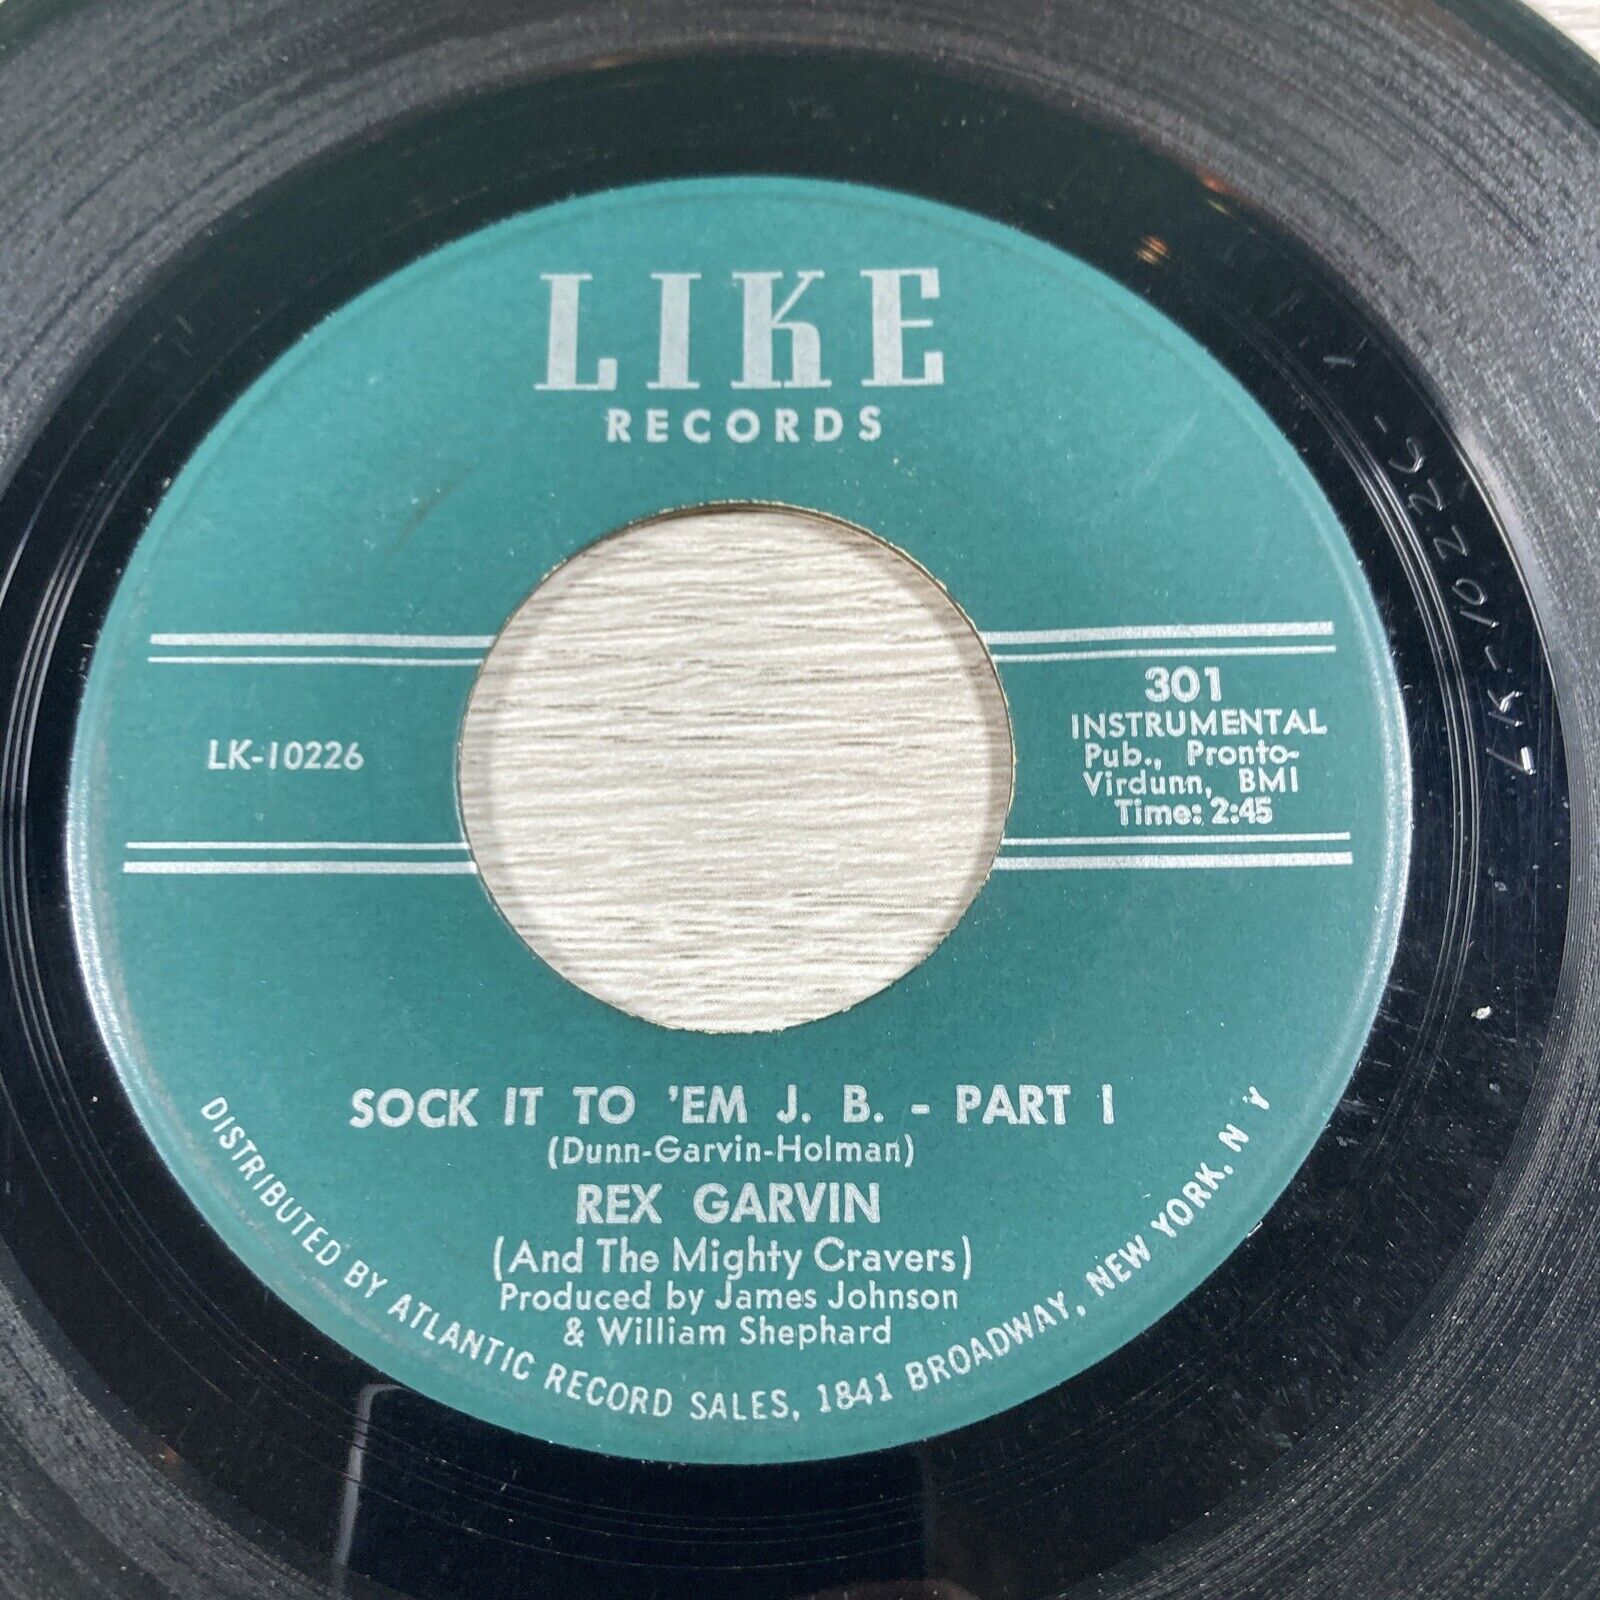 LIKE
RECORDS
LK-10226
301
INSTRUMENTAL
Pub., Pronto-
Virdunn, BMI
Time: 2:45
SOCK IT TO 'EM J. B. - PART I
(Dunn-Garvin-Holman)
REX GARVIN
(And The Mighty Cravers)
Produced by James Johnson
& William Shephard
DISTRIBUTED BY ATLANTIC RECORD SALES, 1841 BROADWAY, NEW YORK. N Y
LK-10226-1